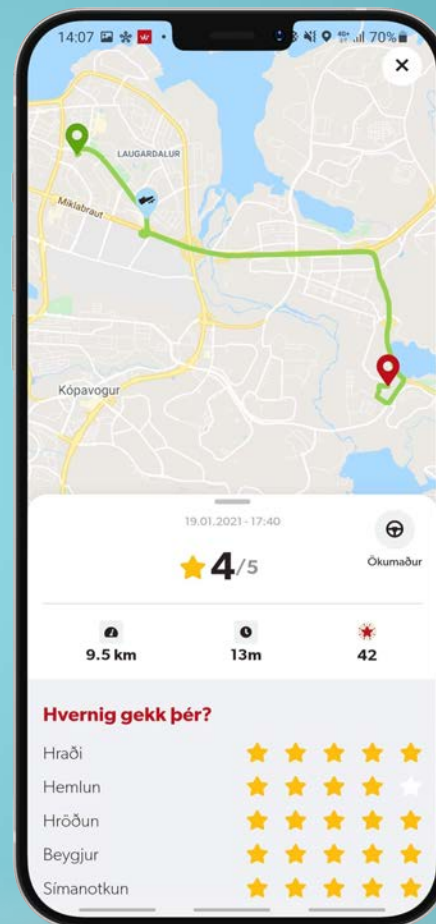 14:07
70%
LAUGARDALUR
Miklabraut
Kópavogur
19.01.2021 - 17:40
4/5
Ökumaður
9.5 km
13m
42
Hvernig gekk þér?
Hraði
Hemlun
Hröðun
Beygjur
Símanotkun